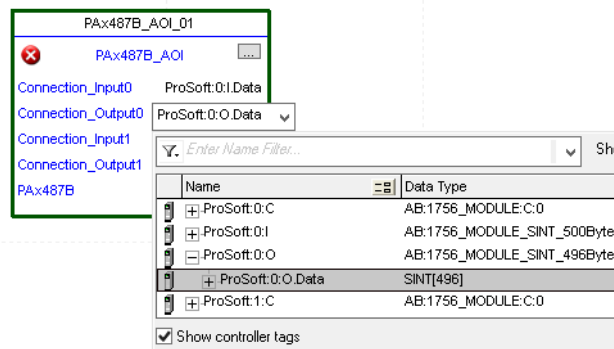 PAx487B_AOI_01
PAx487B_AOI
...
Connection_Input0 ProSoft:0:I.Data
Connection_Output0 ProSoft:0:O.Data
Connection_Input1
Connection_Output1
PAx487B
Enter Name Filter... Sh
Name Data Type
ProSoft:0:C AB:1756_MODULE:C:0
ProSoft:0:I AB:1756_MODULE_SINT_500Byte
ProSoft:0:O AB:1756_MODULE_SINT_496Byte
ProSoft:0:O.Data SINT[496]
ProSoft:1:C AB:1756_MODULE:C:0
Show controller tags